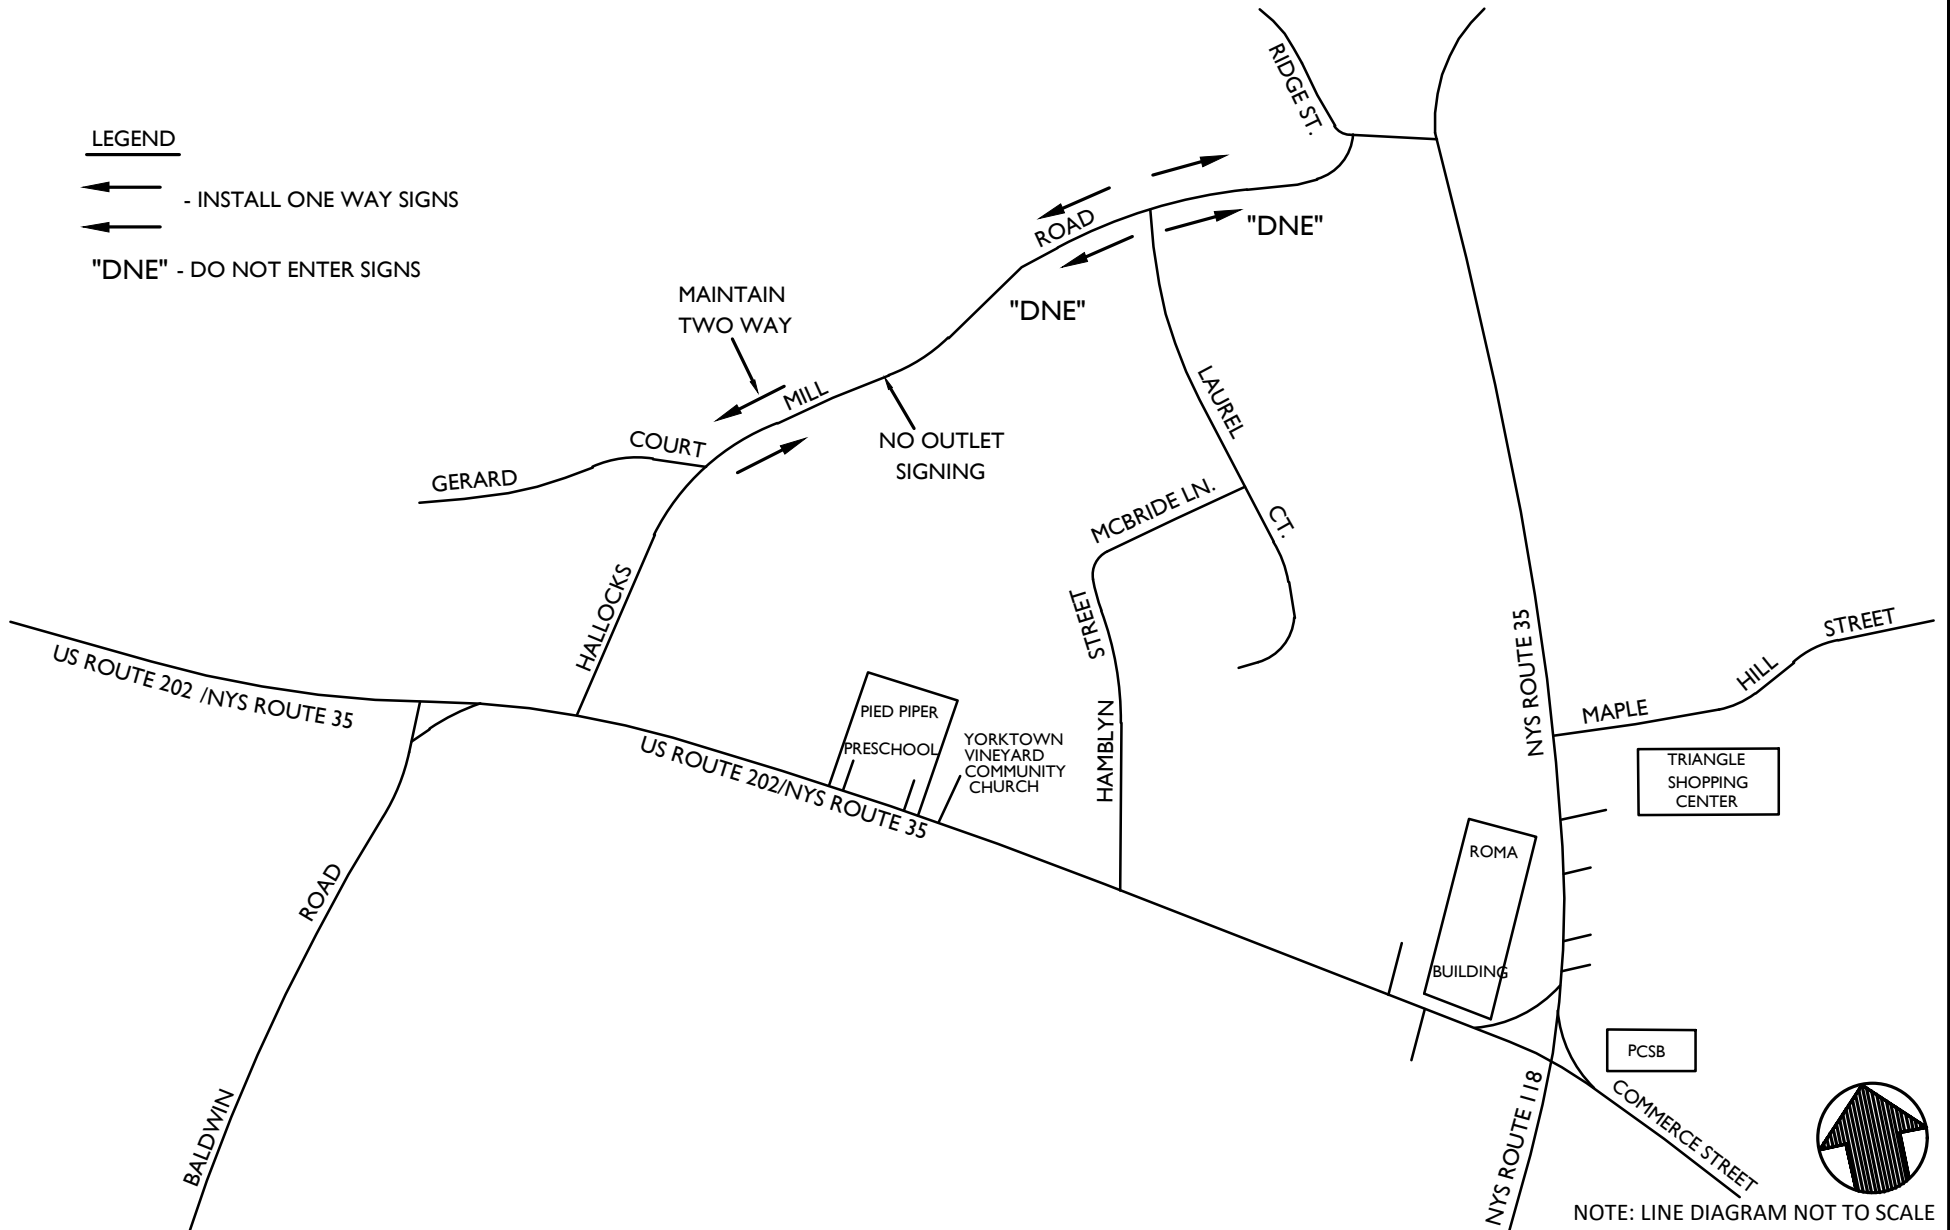 LEGEND
- INSTALL ONE WAY SIGNS
"DNE" - DO NOT ENTER SIGNS
RIDGE ST.
ROAD
"DNE"
"DNE"
MAINTAIN
TWO WAY
MILL
NO OUTLET
SIGNING
GERARD COURT
HALLOCKS
LAUREL
CT.
MCBRIDE LN.
STREET
HAMBLYN
US ROUTE 202 /NYS ROUTE 35
US ROUTE 202/NYS ROUTE 35
PIED PIPER
PRESCHOOL
YORKTOWN
VINEYARD
COMMUNITY
CHURCH
NYS ROUTE 35
MAPLE HILL STREET
TRIANGLE
SHOPPING
CENTER
ROMA
BUILDING
PCSB
ROAD
BALDWIN
NYS ROUTE 118
COMMERCE STREET
NOTE: LINE DIAGRAM NOT TO SCALE